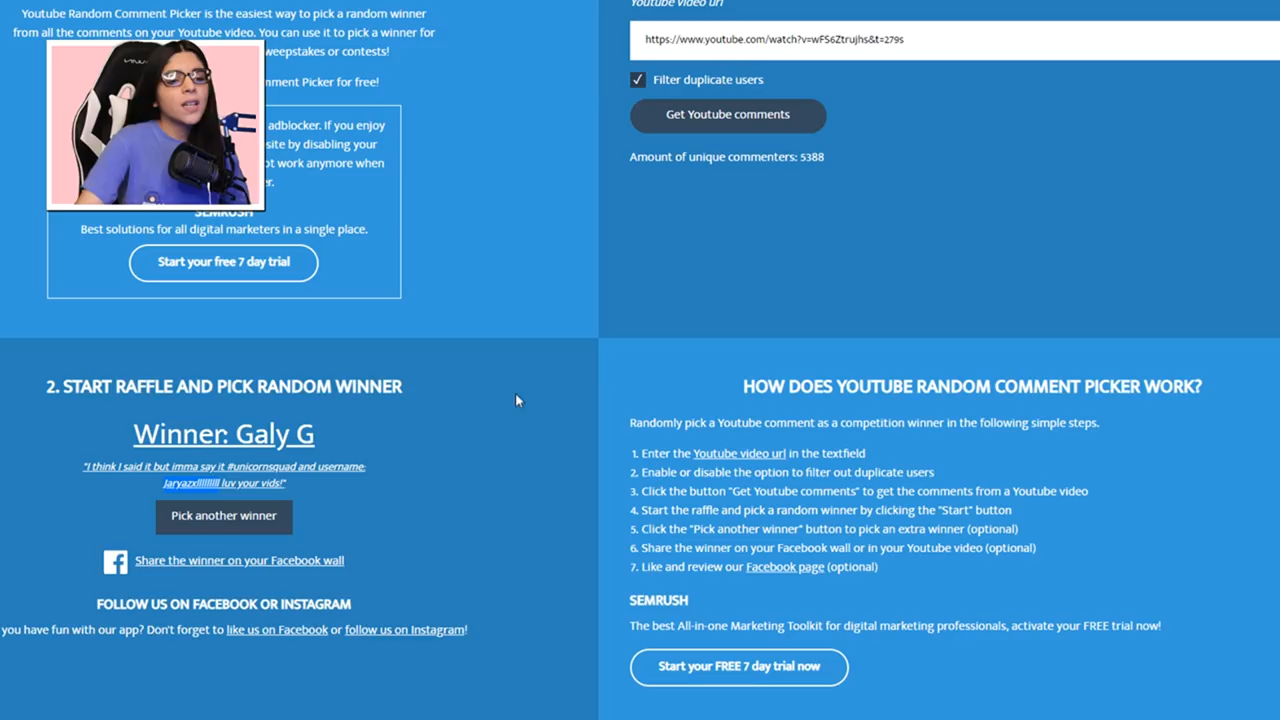 Youtube Random Comment Picker is the easiest way to pick a random winner
from all the comments on your Youtube video. You can use it to pick a winner for
weepstakes or contests!
mment Picker for free!
adblocker. If you enjoy
site by disabling your
ot work anymore when
er.
SEMRUSH
Best solutions for all digital marketers in a single place.
Start your free 7 day trial
Youtube video url
https://www.youtube.com/watch?v=wFS6Ztrujhs&t=279s
Filter duplicate users
Get Youtube comments
Amount of unique commenters: 5388
2. START RAFFLE AND PICK RANDOM WINNER
Winner: Galy G
"I think I said it but imma say it #unicornsquad and username:
Jaryazxlllllllll luv your vids!"
Pick another winner
Share the winner on your Facebook wall
FOLLOW US ON FACEBOOK OR INSTAGRAM
you have fun with our app? Don't forget to like us on Facebook or follow us on Instagram!
HOW DOES YOUTUBE RANDOM COMMENT PICKER WORK?
Randomly pick a Youtube comment as a competition winner in the following simple steps.
1. Enter the Youtube video url in the textfield
2. Enable or disable the option to filter out duplicate users
3. Click the button "Get Youtube comments" to get the comments from a Youtube video
4. Start the raffle and pick a random winner by clicking the "Start" button
5. Click the "Pick another winner" button to pick an extra winner (optional)
6. Share the winner on your Facebook wall or in your Youtube video (optional)
7. Like and review our Facebook page (optional)
SEMRUSH
The best All-in-one Marketing Toolkit for digital marketing professionals, activate your FREE trial now!
Start your FREE 7 day trial now